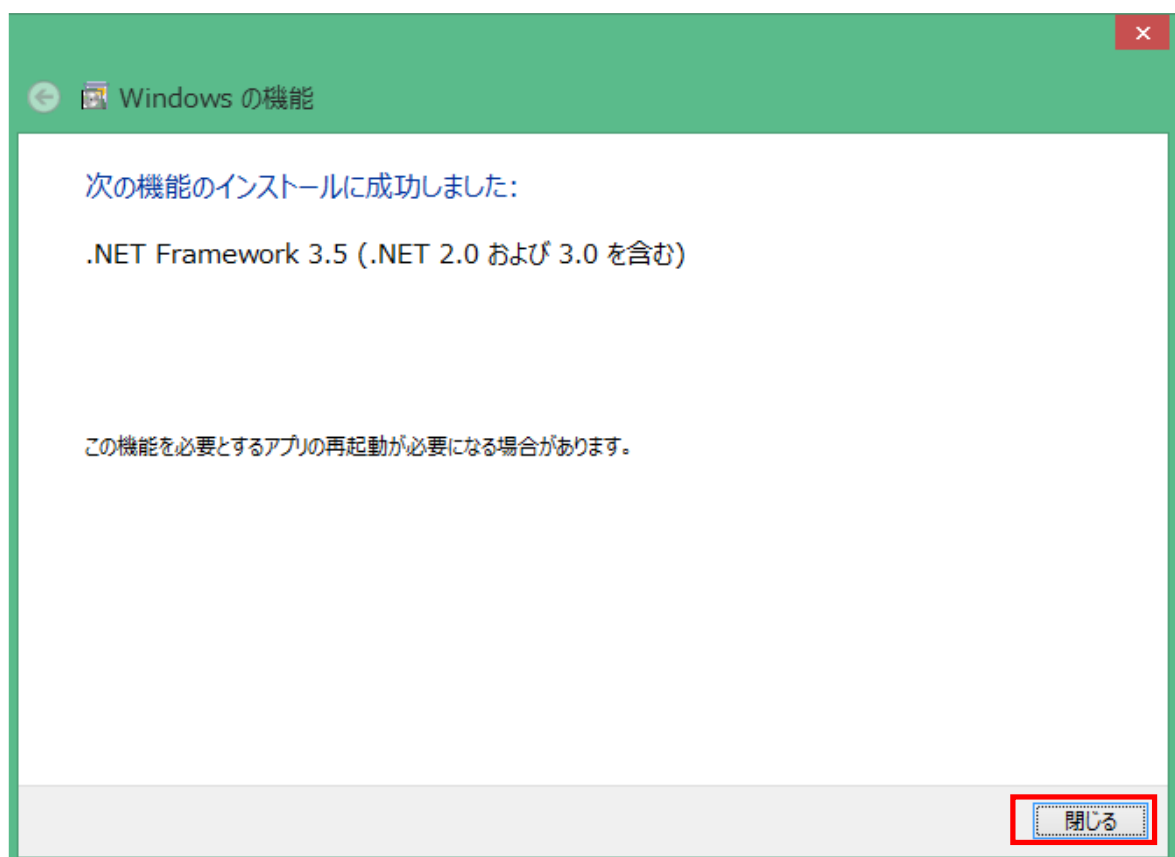 Windows の機能
次の機能のインストールに成功しました:
.NET Framework 3.5 (.NET 2.0 および 3.0 を含む)
この機能を必要とするアプリの再起動が必要になる場合があります。
閉じる